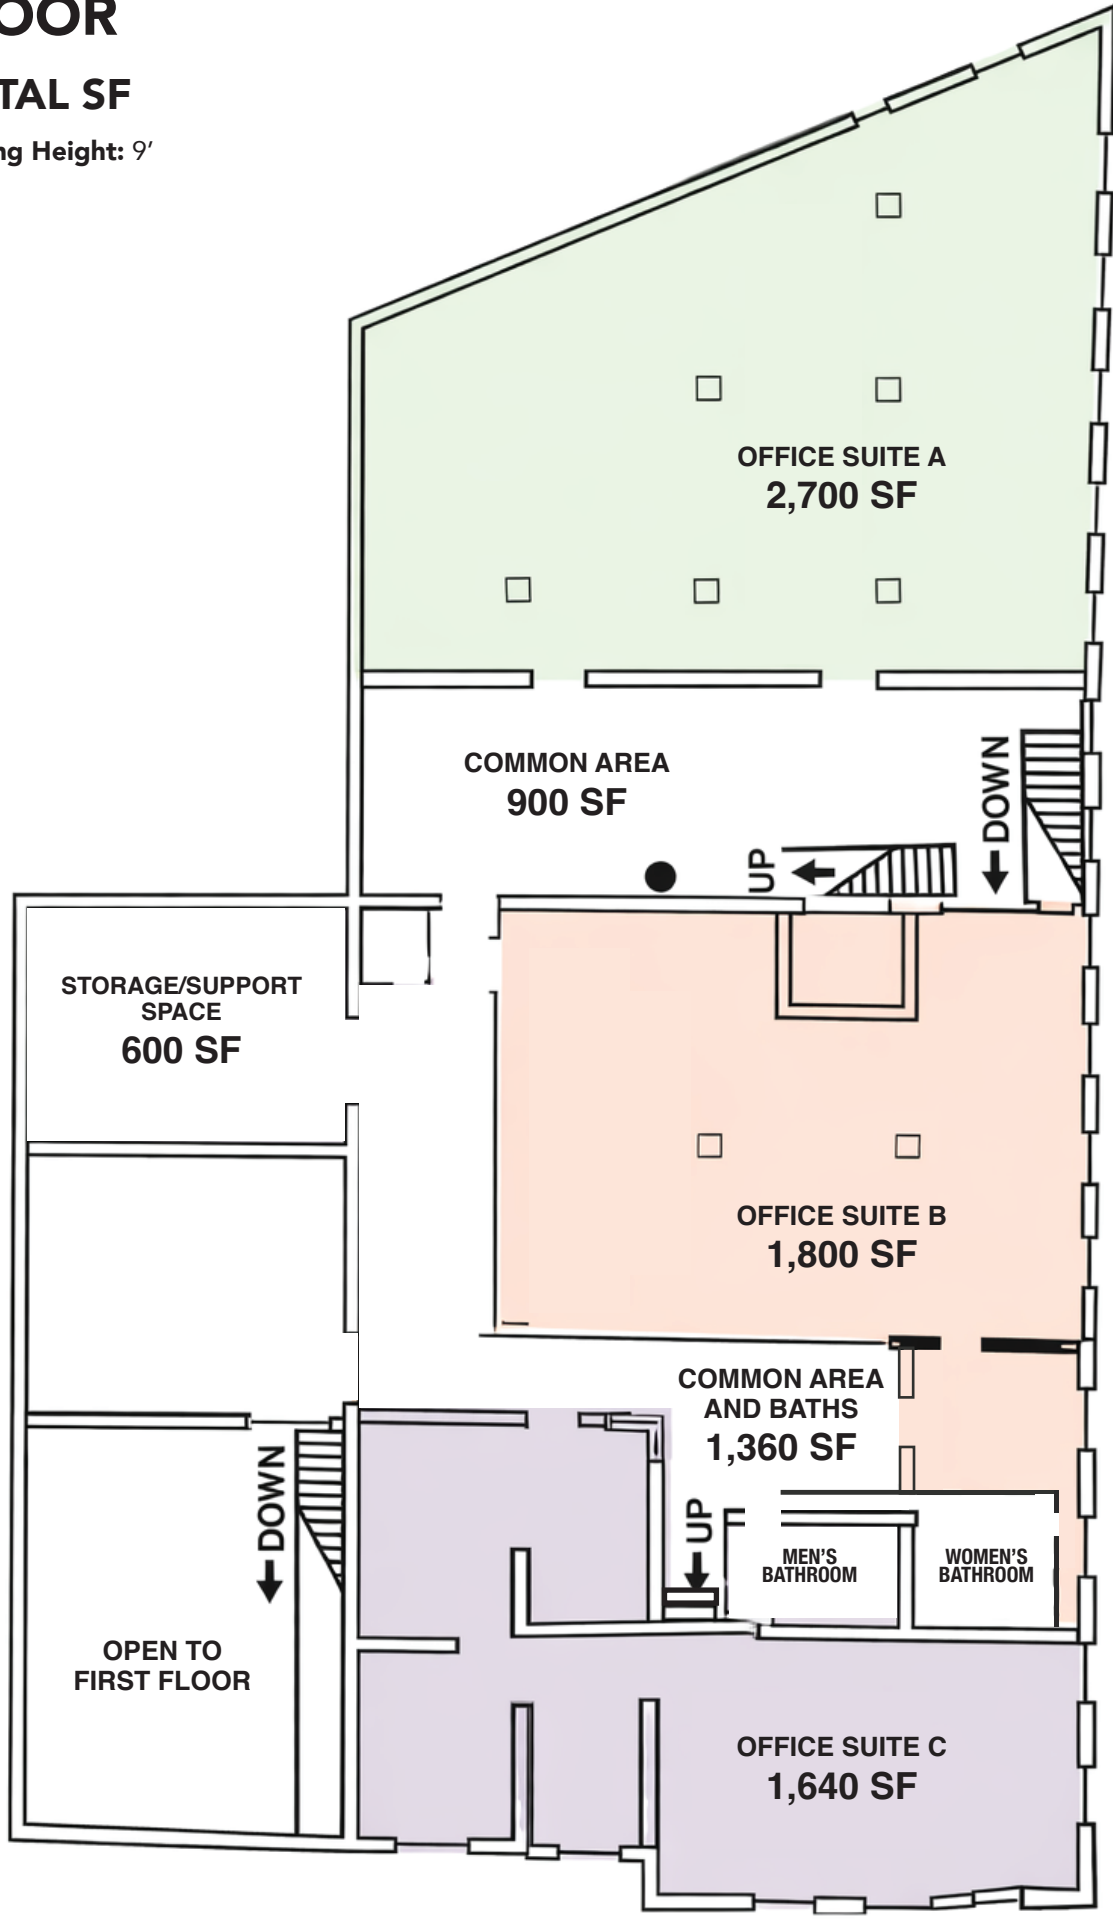 OOR
TAL SF
ng Height: 9'
OFFICE SUITE A
2,700 SF
COMMON AREA
900 SF
DOWN
UP
STORAGE/SUPPORT
SPACE
600 SF
OFFICE SUITE B
1,800 SF
COMMON AREA
AND BATHS
1,360 SF
DOWN
UP
MEN'S
BATHROOM
WOMEN'S
BATHROOM
OPEN TO
FIRST FLOOR
OFFICE SUITE C
1,640 SF